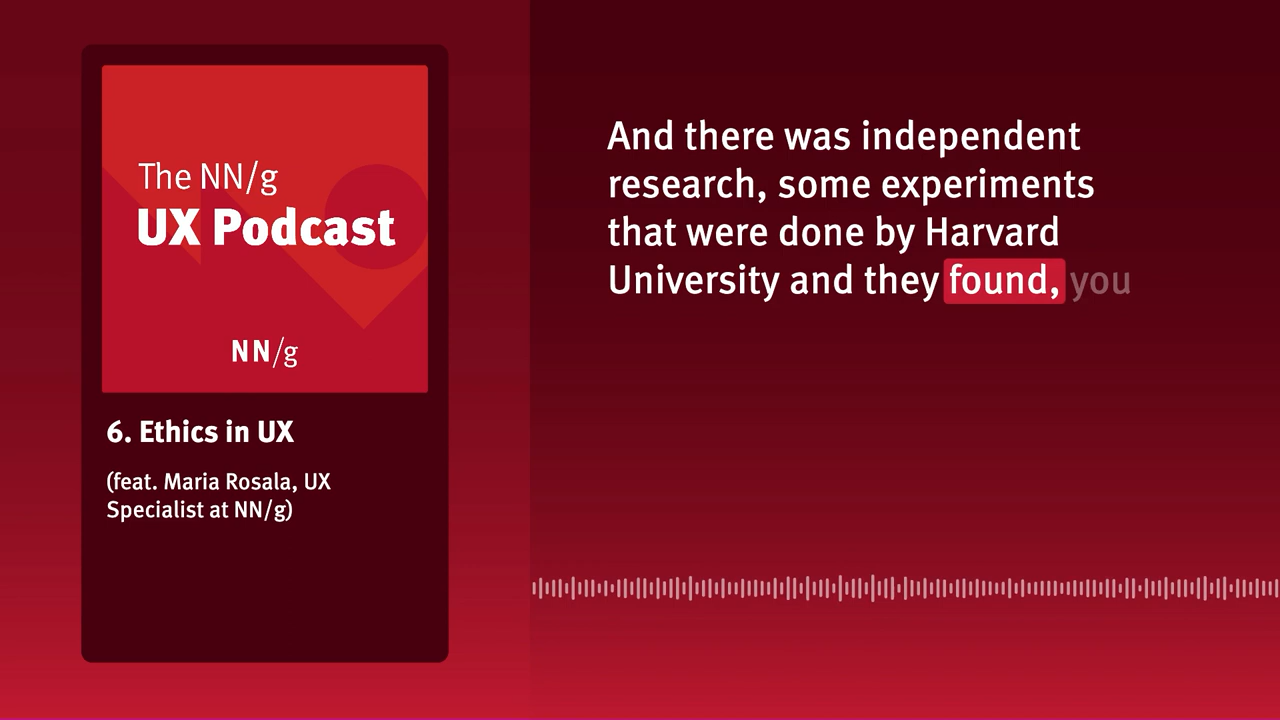 The NN/g
UX Podcast
NN/g
6. Ethics in UX
(feat. Maria Rosala, UX
Specialist at NN/g)
And there was independent
research, some experiments
that were done by Harvard
University and they found, you